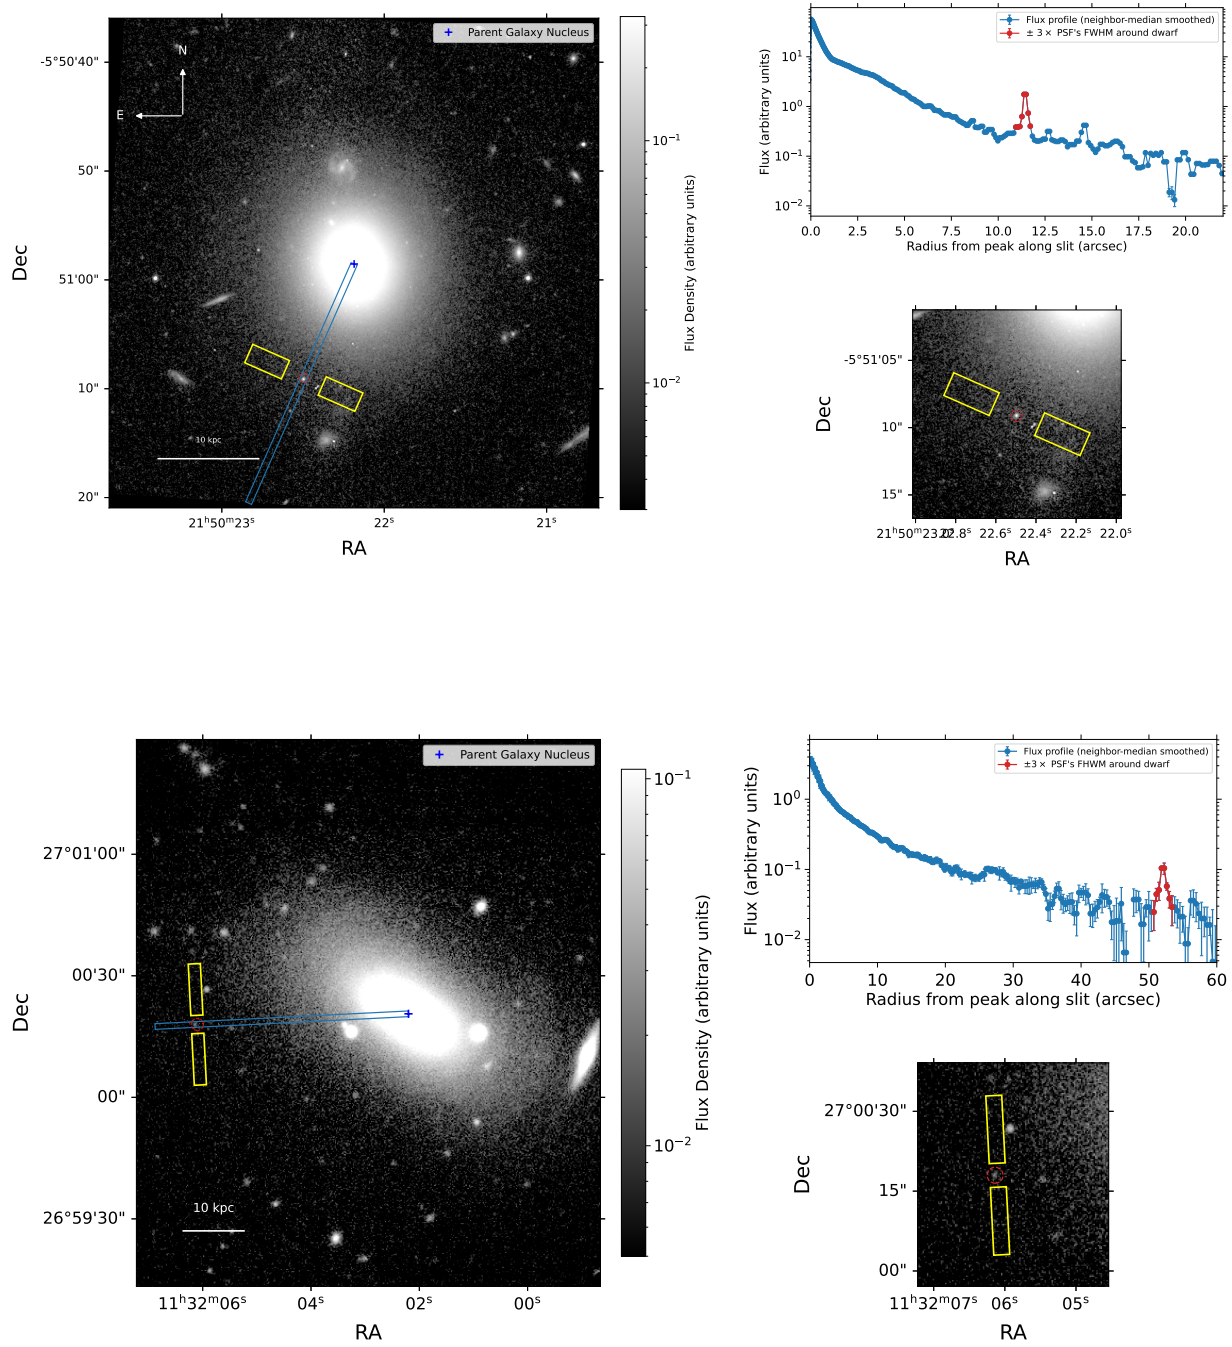 Parent Galaxy Nucleus
N
E
-5°50'40"
50"
51'00"
10"
20"
Dec
10 kpc
21ʰ50ᵐ23ˢ 22ˢ 21ˢ
RA
10⁻¹
10⁻²
Flux Density (arbitrary units)
Flux profile (neighbor-median smoothed)
± 3× PSF's FWHM around dwarf
10¹
10⁰
10⁻¹
10⁻²
Flux (arbitrary units)
0.0 2.5 5.0 7.5 10.0 12.5 15.0 17.5 20.0
Radius from peak along slit (arcsec)
-5°51'05"
10"
15"
Dec
21ʰ50ᵐ23.0ˢ 22.8ˢ 22.6ˢ 22.4ˢ 22.2ˢ 22.0ˢ
RA
Parent Galaxy Nucleus
27°01'00"
00'30"
00"
26°59'30"
Dec
10 kpc
11ʰ32ᵐ06ˢ 04ˢ 02ˢ 00ˢ
RA
10⁻¹
10⁻²
Flux Density (arbitrary units)
Flux profile (neighbor-median smoothed)
±3× PSF's FHWM around dwarf
10⁰
10⁻¹
10⁻²
Flux (arbitrary units)
0 10 20 30 40 50 60
Radius from peak along slit (arcsec)
27°00'30"
15"
00"
Dec
11ʰ32ᵐ07ˢ 06ˢ 05ˢ
RA